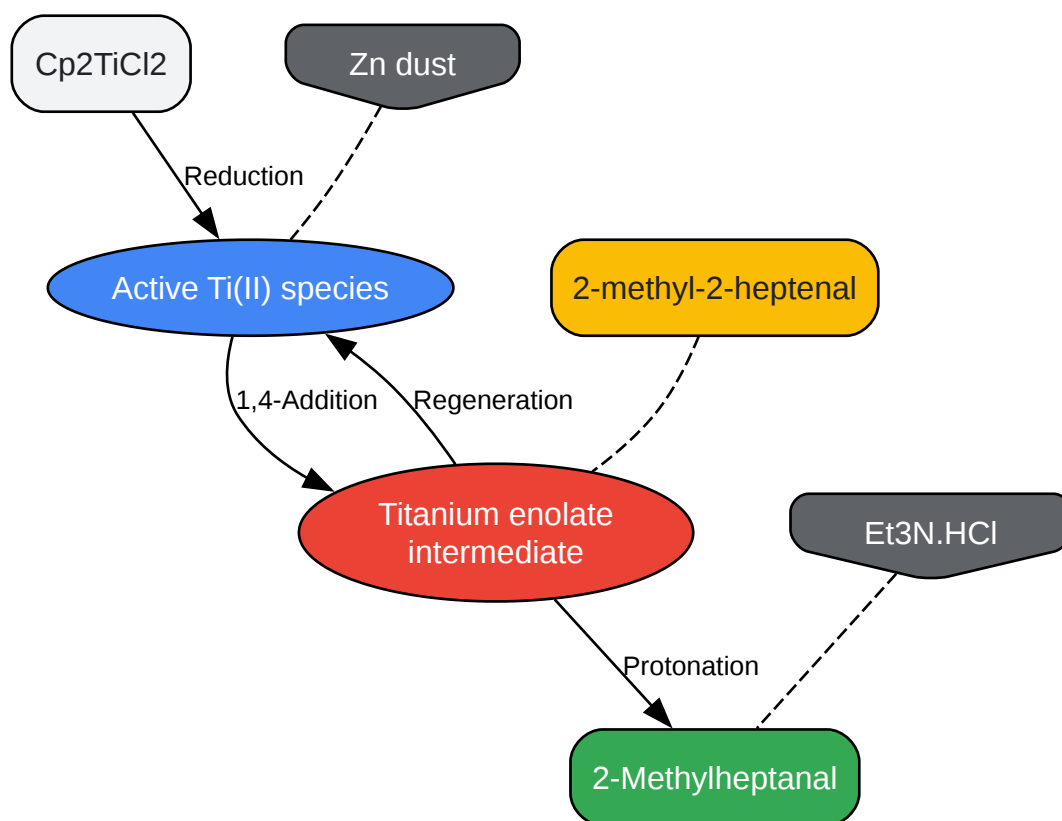 Cp2TiCl2
Zn dust
Reduction
Active Ti(II) species
2-methyl-2-heptenal
1,4-Addition
Regeneration
Titanium enolate
intermediate
Et3N.HCl
Protonation
2-Methylheptanal